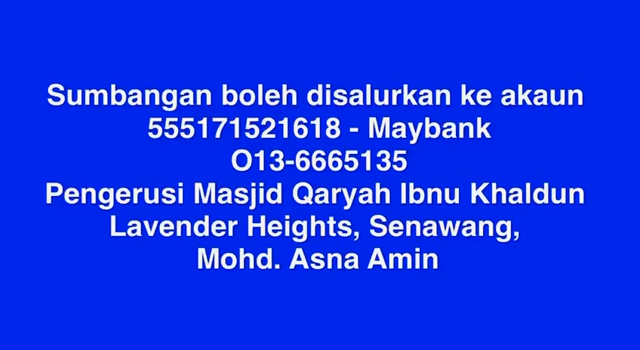 Sumbangan boleh disalurkan ke akaun
555171521618 - Maybank
O13-6665135
Pengerusi Masjid Qaryah Ibnu Khaldun
Lavender Heights, Senawang,
Mohd. Asna Amin